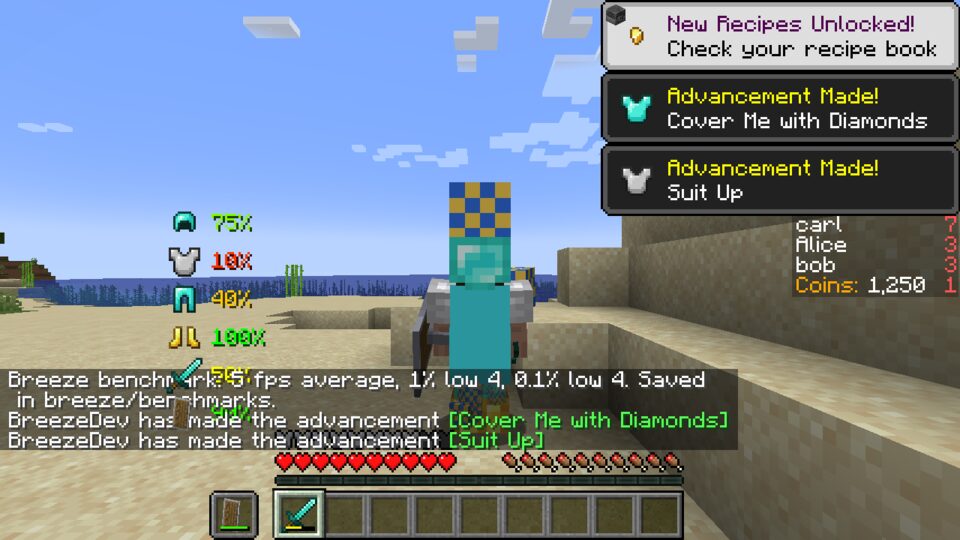 New Recipes Unlocked!
Check your recipe book
Advancement Made!
Cover Me with Diamonds
Advancement Made!
Suit Up
carl 7
Alice 3
bob 3
Coins: 1,250 1
75%
10%
40%
100%
50%
Breeze benchmark: 5 fps average, 1% low 4, 0.1% low 4. Saved
in breeze/benchmarks.
BreezeDev has made the advancement [Cover Me with Diamonds]
BreezeDev has made the advancement [Suit Up]